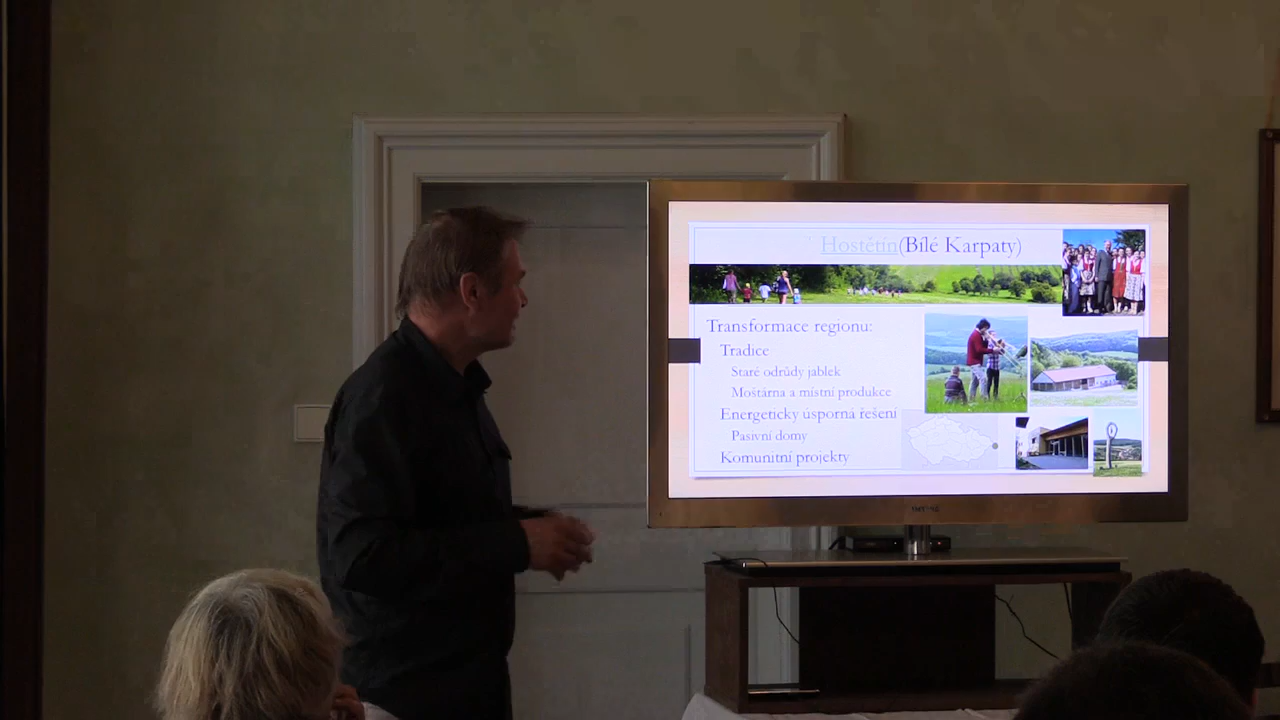 Hostětín(Bílé Karpaty)
Transformace regionu:
Tradice
Staré odrůdy jablek
Moštárna a místní produkce
Energeticky úsporná řešení
Pasivní domy
Komunitní projekty